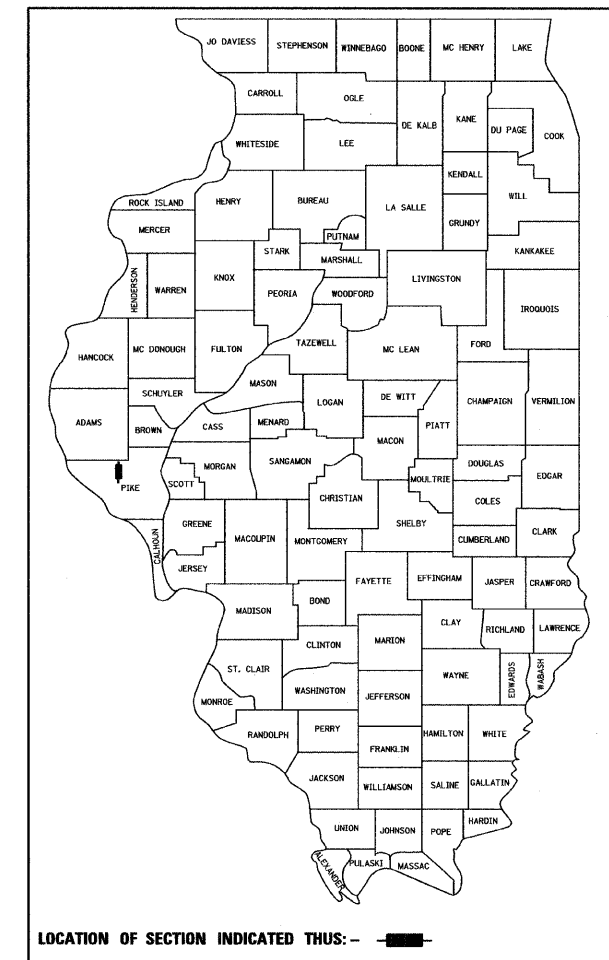 JO DAVIESS STEPHENSON WINNEBAGO BOONE MC HENRY LAKE
CARROLL OGLE DE KALB KANE DU PAGE COOK
WHITESIDE LEE
KENDALL WILL
ROCK ISLAND HENRY BUREAU LA SALLE GRUNDY
MERCER PUTNAM
STARK MARSHALL KANKAKEE
HENDERSON WARREN KNOX PEORIA WOODFORD LIVINGSTON IROQUOIS
HANCOCK MC DONOUGH FULTON TAZEWELL MC LEAN FORD
MASON
SCHUYLER LOGAN DE WITT CHAMPAIGN VERMILION
ADAMS BROWN CASS MENARD PIATT
MACON
PIKE SCOTT MORGAN SANGAMON MOULTRIE DOUGLAS EDGAR
CHRISTIAN COLES
GREENE SHELBY
CALHOUN MACOUPIN MONTGOMERY CUMBERLAND CLARK
JERSEY
FAYETTE EFFINGHAM JASPER CRAWFORD
MADISON BOND
CLAY RICHLAND LAWRENCE
CLINTON MARION
ST. CLAIR WAYNE EDWARDS WABASH
WASHINGTON JEFFERSON
MONROE
RANDOLPH PERRY HAMILTON WHITE
FRANKLIN
JACKSON WILLIAMSON SALINE GALLATIN
UNION JOHNSON POPE HARDIN
ALEXANDER PULASKI MASSAC
LOCATION OF SECTION INDICATED THUS: -